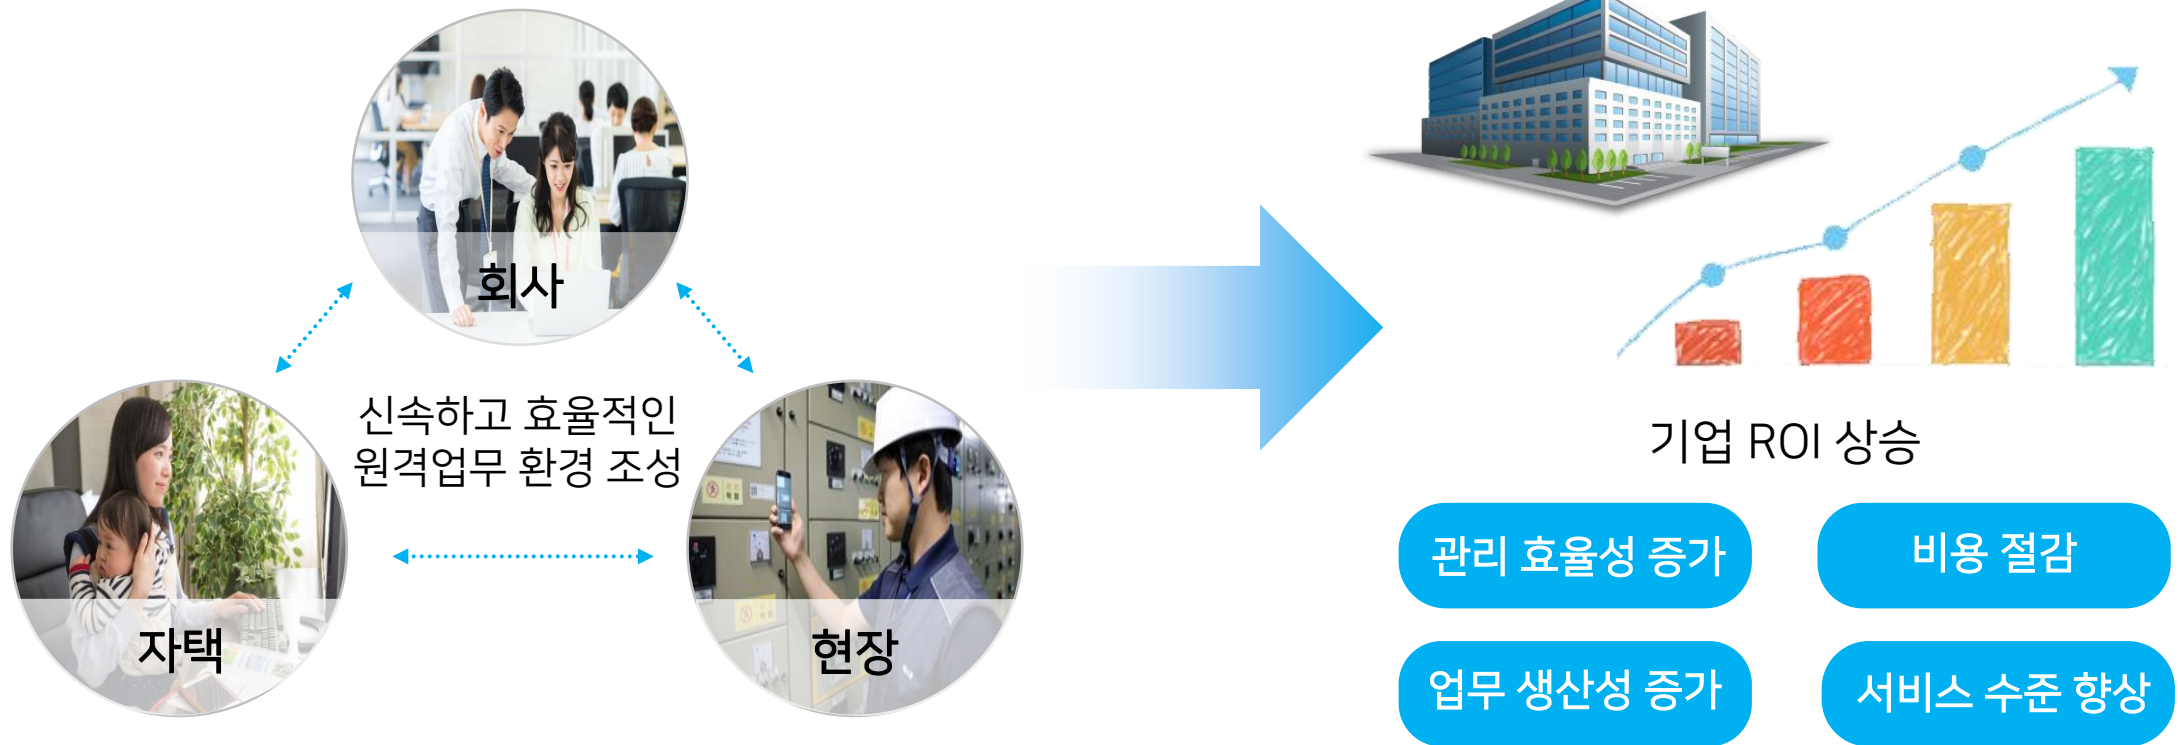 회사
신속하고 효율적인
원격업무 환경 조성
자택
현장
기업 ROI 상승
관리 효율성 증가
비용 절감
업무 생산성 증가
서비스 수준 향상